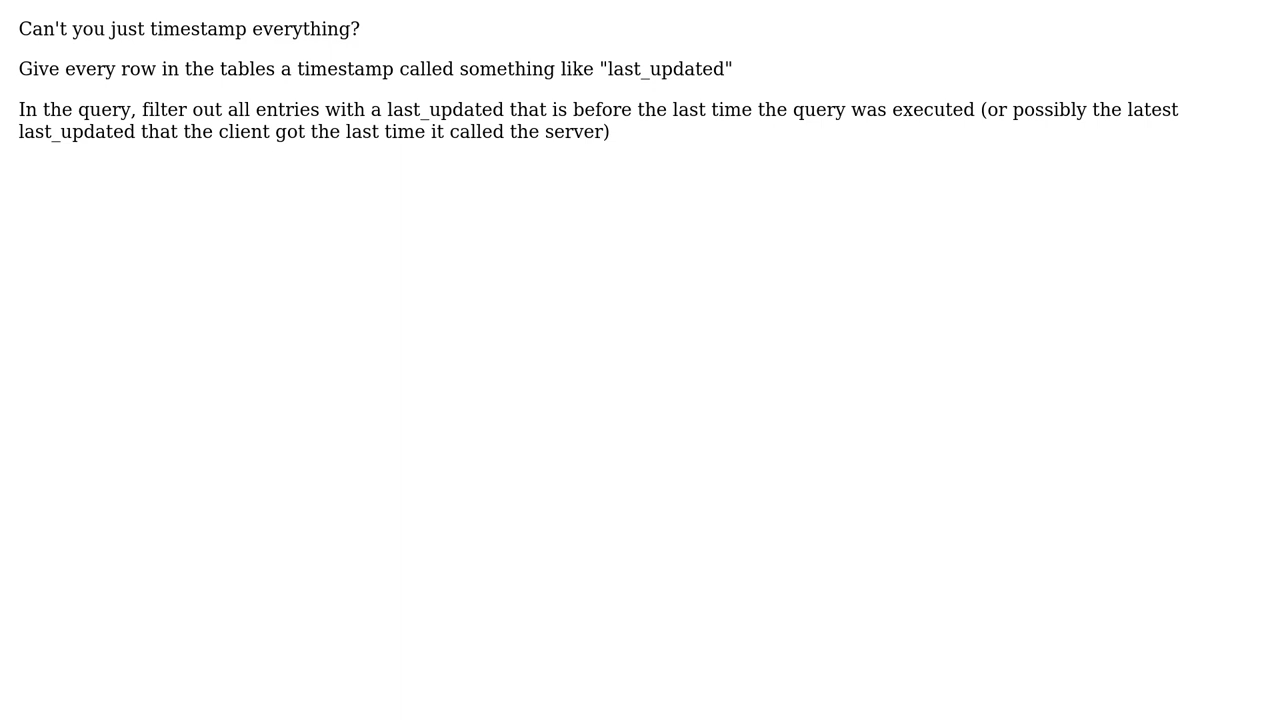 Can't you just timestamp everything?
Give every row in the tables a timestamp called something like "last_updated"
In the query, filter out all entries with a last_updated that is before the last time the query was executed (or possibly the latest
last_updated that the client got the last time it called the server)